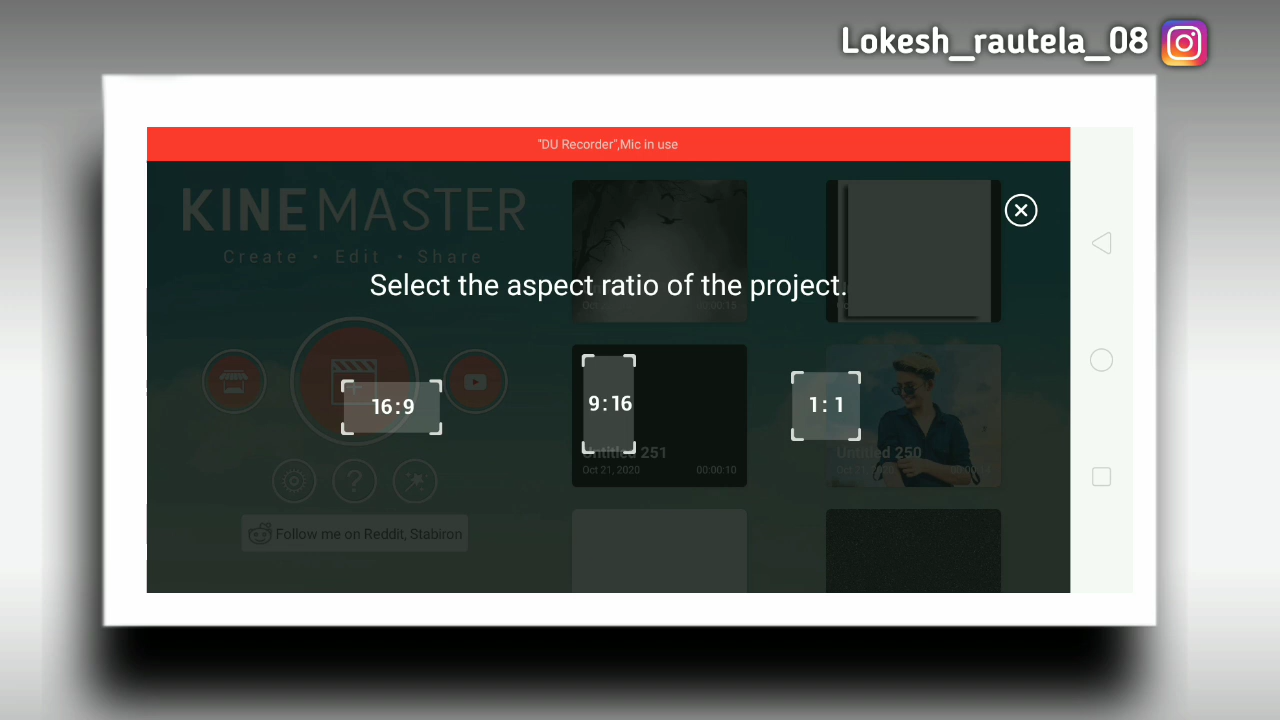 Lokesh_rautela_08
"DU Recorder",Mic in use
KINEMASTER
Create • Edit • Share
Select the aspect ratio of the project.
16:9
9:16
1:1
Untitled 251
Oct 21, 2020 00:00:10
Untitled 250
Follow me on Reddit, Stabiron